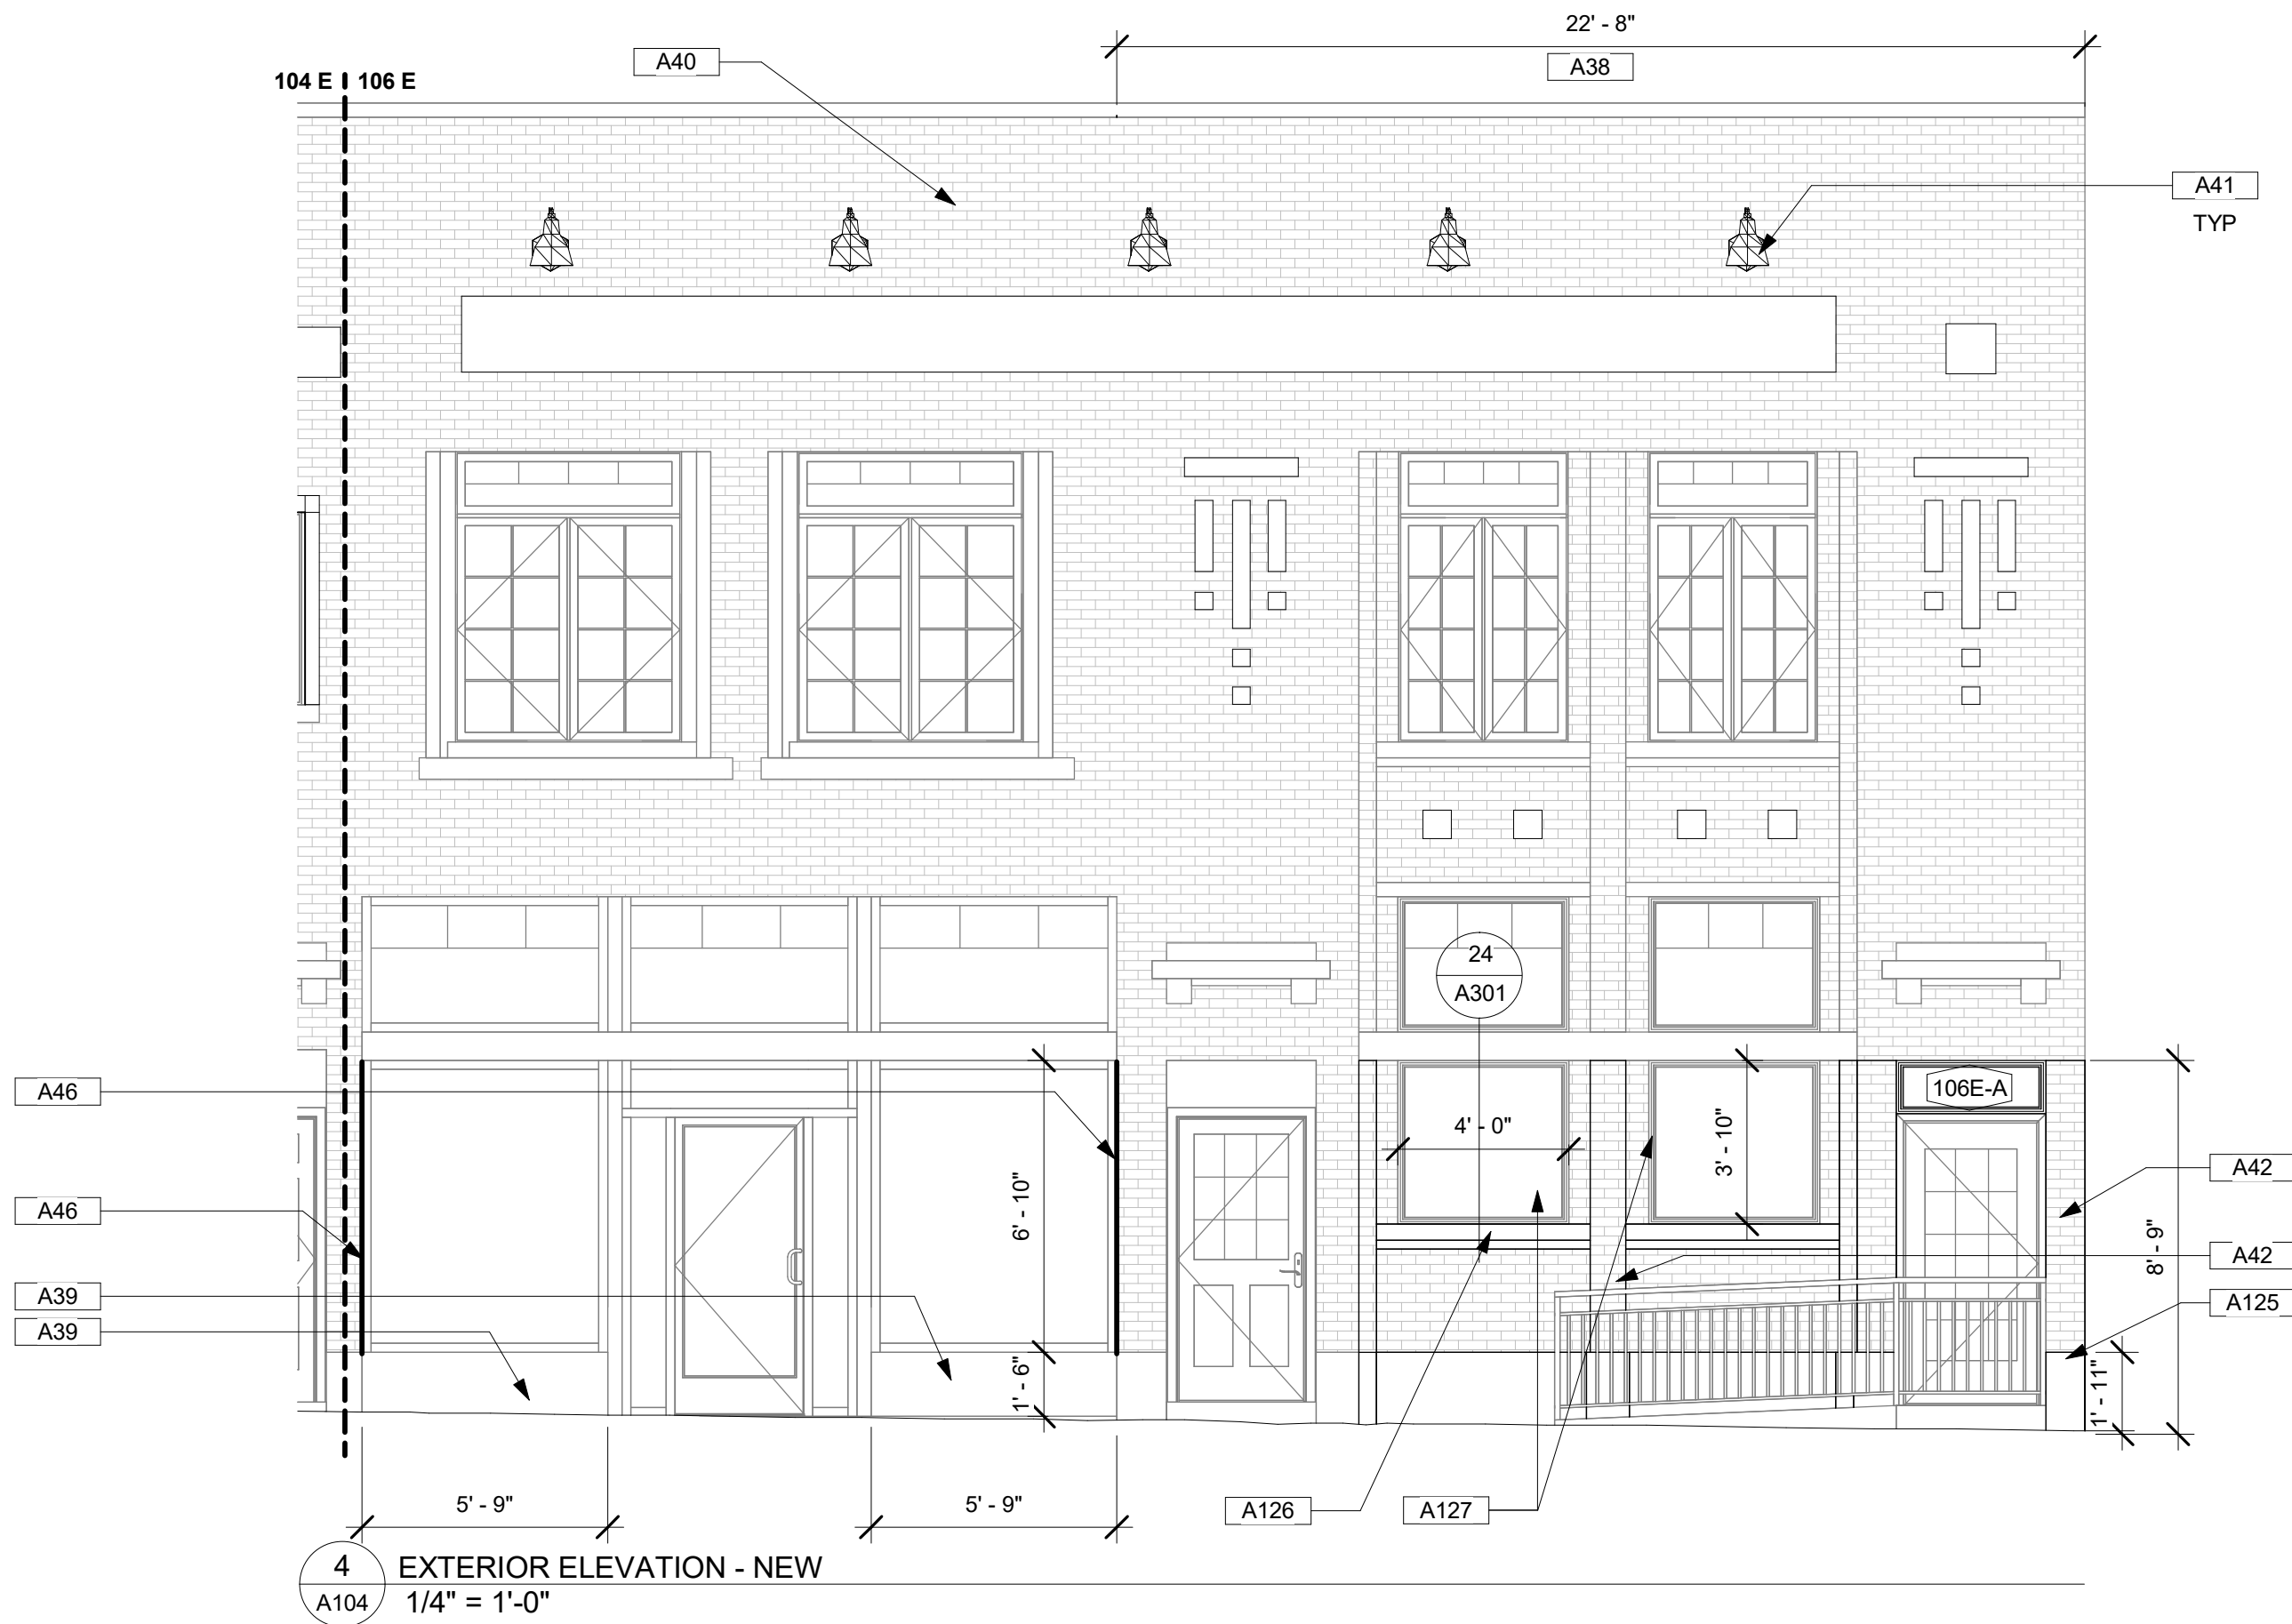 22' - 8"
A40
A38
104 E
106 E
A41
TYP
24
A301
106E-A
A46
4' - 0"
3' - 10"
6' - 10"
A42
A46
8' - 9"
A42
A39
A125
A39
1' - 6"
1' - 11"
5' - 9"
5' - 9"
A126
A127
4
EXTERIOR ELEVATION - NEW
A104
1/4" = 1'-0"